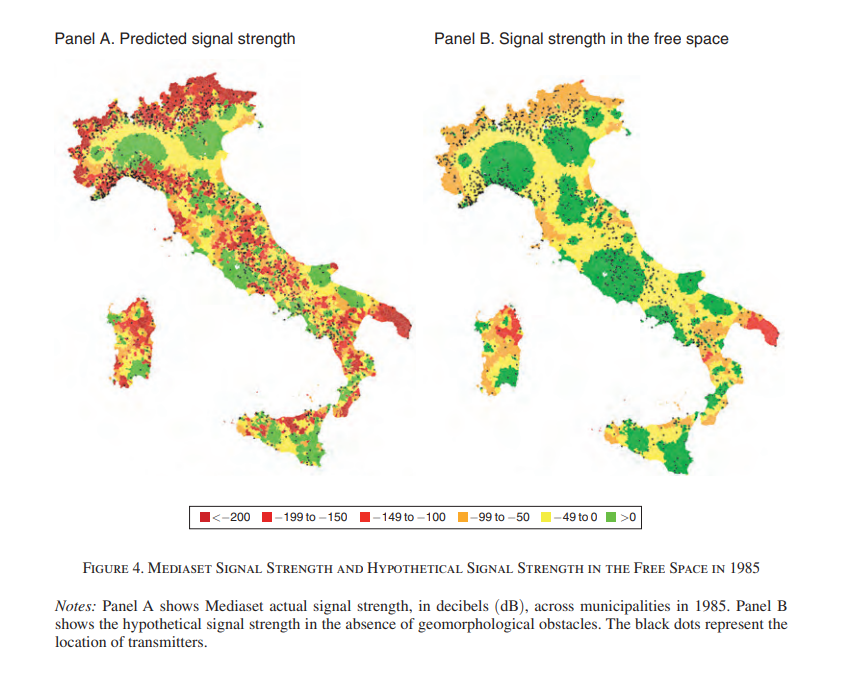 Panel A. Predicted signal strength
Panel B. Signal strength in the free space
<−200 −199 to −150 −149 to −100 −99 to −50 −49 to 0 >0
Figure 4. Mediaset Signal Strength and Hypothetical Signal Strength in the Free Space in 1985
Notes: Panel A shows Mediaset actual signal strength, in decibels (dB), across municipalities in 1985. Panel B
shows the hypothetical signal strength in the absence of geomorphological obstacles. The black dots represent the
location of transmitters.